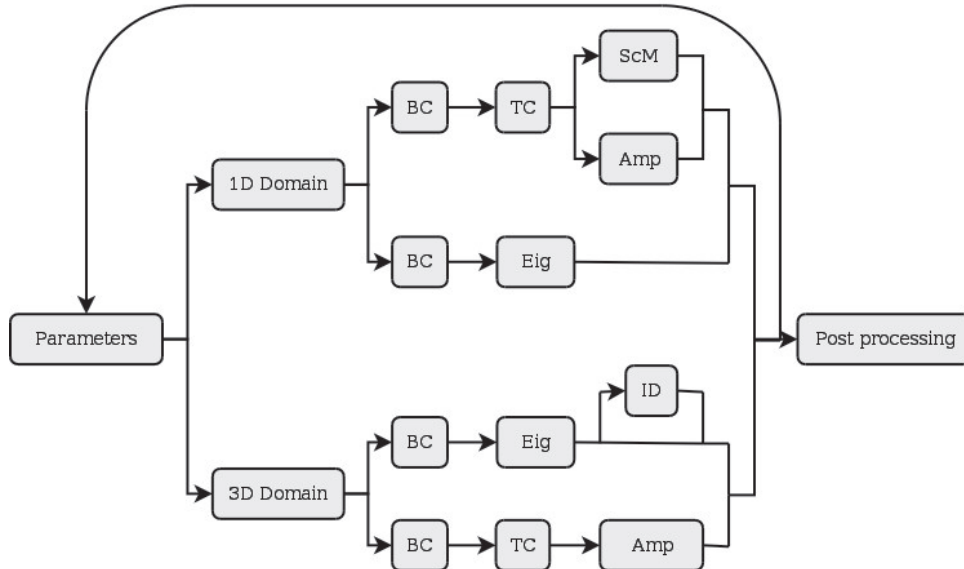 ScM
BC
TC
Amp
1D Domain
BC
Eig
Parameters
Post processing
ID
BC
Eig
3D Domain
BC
TC
Amp